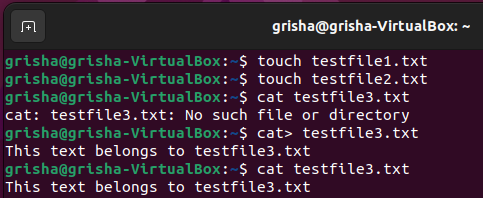 grisha@grisha-VirtualBox: ~
grisha@grisha-VirtualBox:~$ touch testfile1.txt
grisha@grisha-VirtualBox:~$ touch testfile2.txt
grisha@grisha-VirtualBox:~$ cat testfile3.txt
cat: testfile3.txt: No such file or directory
grisha@grisha-VirtualBox:~$ cat> testfile3.txt
This text belongs to testfile3.txt
grisha@grisha-VirtualBox:~$ cat testfile3.txt
This text belongs to testfile3.txt